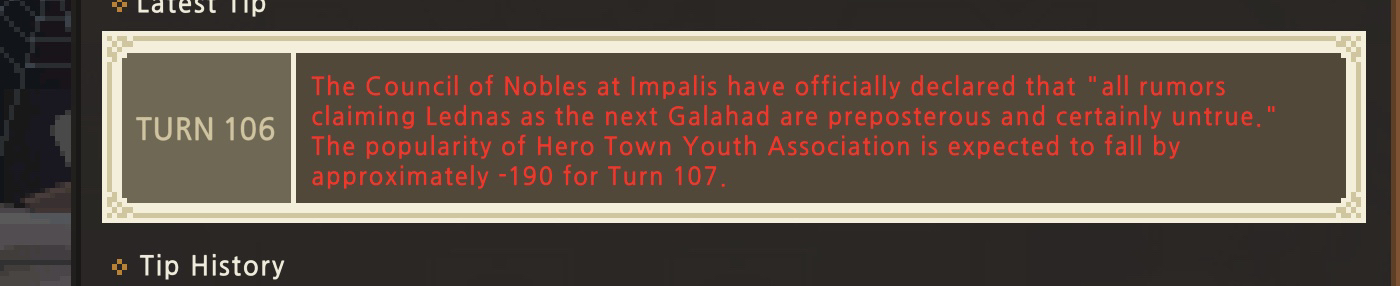 Latest Tip
TURN 106
The Council of Nobles at Impalis have officially declared that "all rumors
claiming Lednas as the next Galahad are preposterous and certainly untrue."
The popularity of Hero Town Youth Association is expected to fall by
approximately -190 for Turn 107.
Tip History